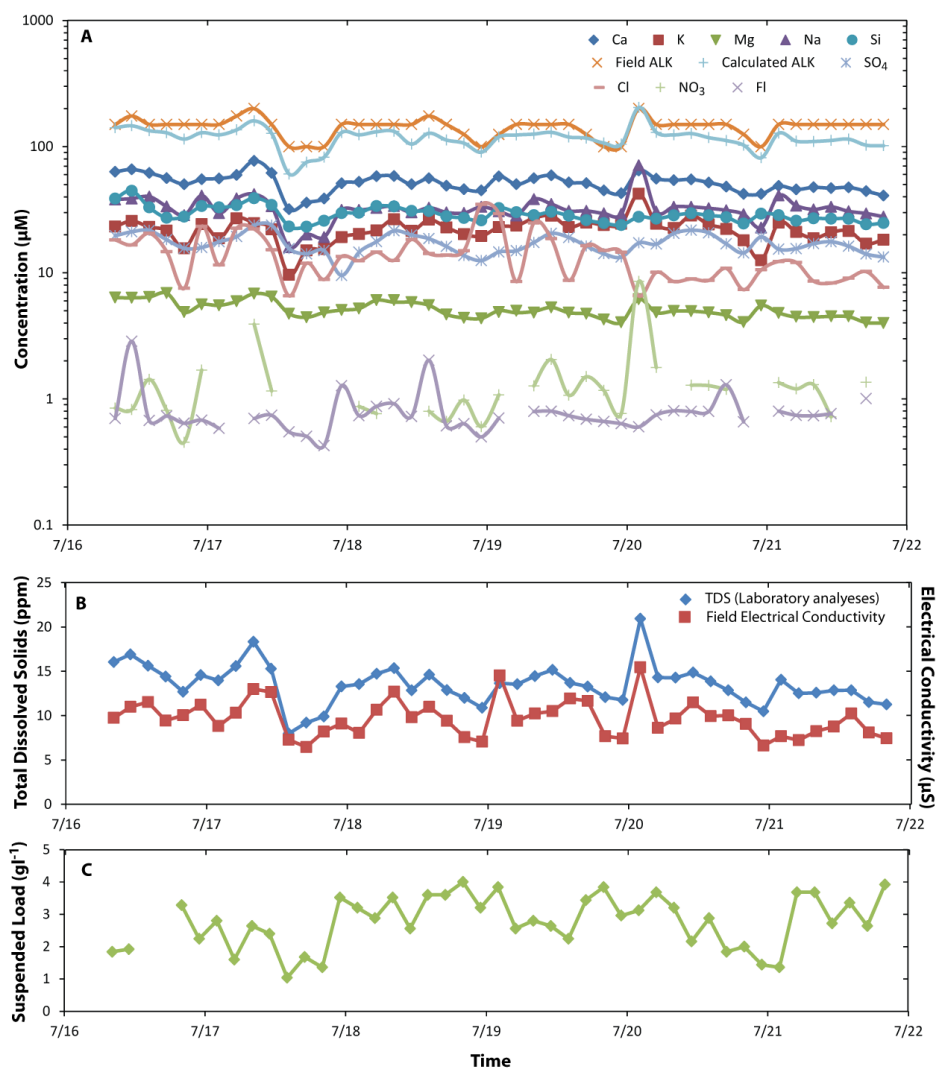 A
Ca K Mg Na Si
Field ALK Calculated ALK SO4
Cl NO3 Fl
Concentration (µM)
1000
100
10
1
0.1
7/16 7/17 7/18 7/19 7/20 7/21 7/22
B
TDS (Laboratory analyeses)
Field Electrical Conductivity
Total Dissolved Solids (ppm)
Electrical Conductivity (µS)
25
20
15
10
5
0
7/16 7/17 7/18 7/19 7/20 7/21 7/22
C
Suspended Load (gl-1)
5
4
3
2
1
0
7/16 7/17 7/18 7/19 7/20 7/21 7/22
Time